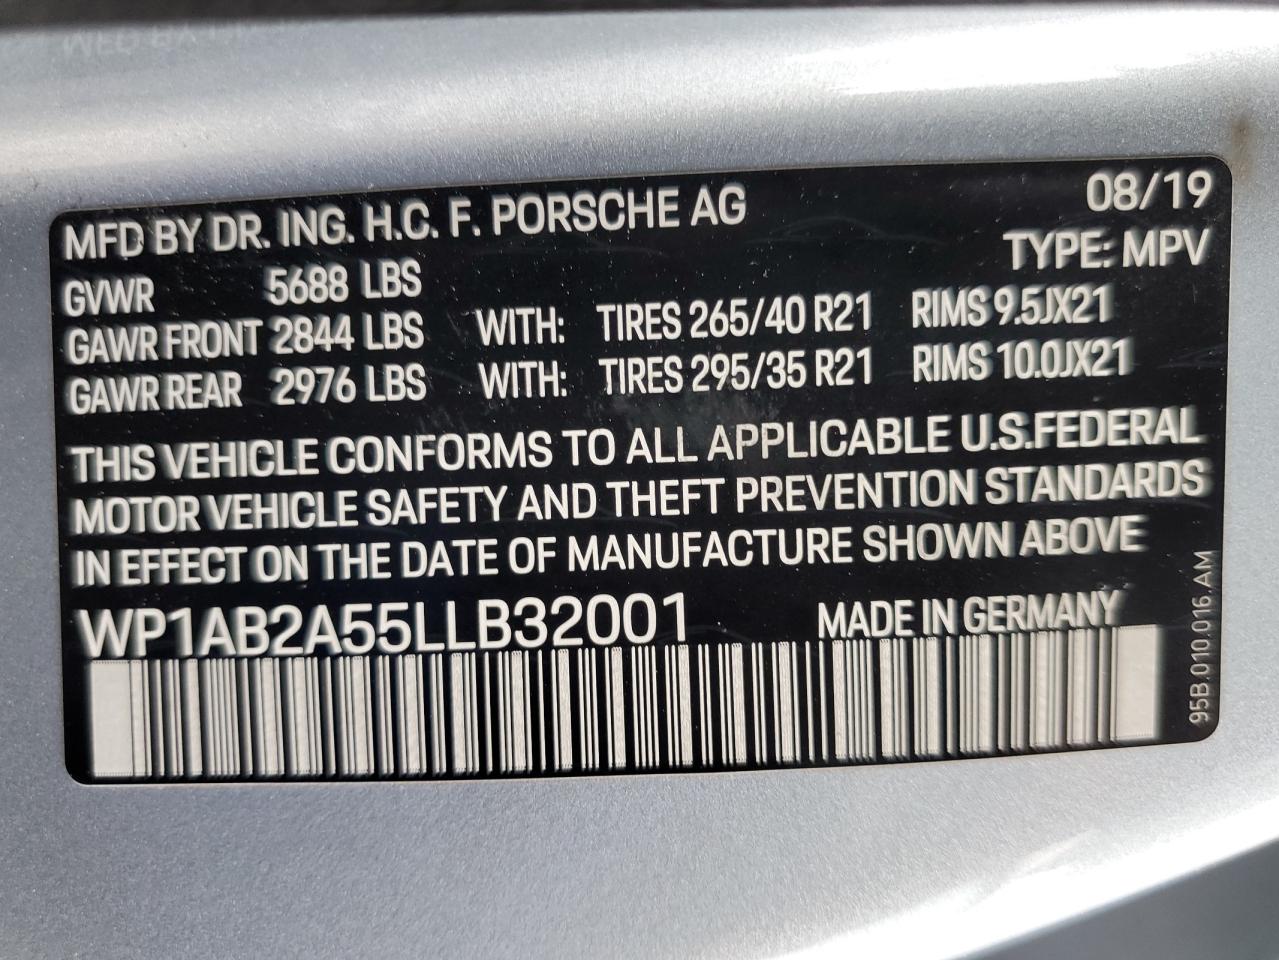 MFD BY DR. ING. H.C. F. PORSCHE AG 08/19
TYPE: MPV
GVWR 5688 LBS
GAWR FRONT 2844 LBS WITH: TIRES 265/40 R21 RIMS 9.5JX21
GAWR REAR 2976 LBS WITH: TIRES 295/35 R21 RIMS 10.0JX21
THIS VEHICLE CONFORMS TO ALL APPLICABLE U.S.FEDERAL
MOTOR VEHICLE SAFETY AND THEFT PREVENTION STANDARDS
IN EFFECT ON THE DATE OF MANUFACTURE SHOWN ABOVE
WP1AB2A55LLB32001 MADE IN GERMANY
95B.010.016.AM